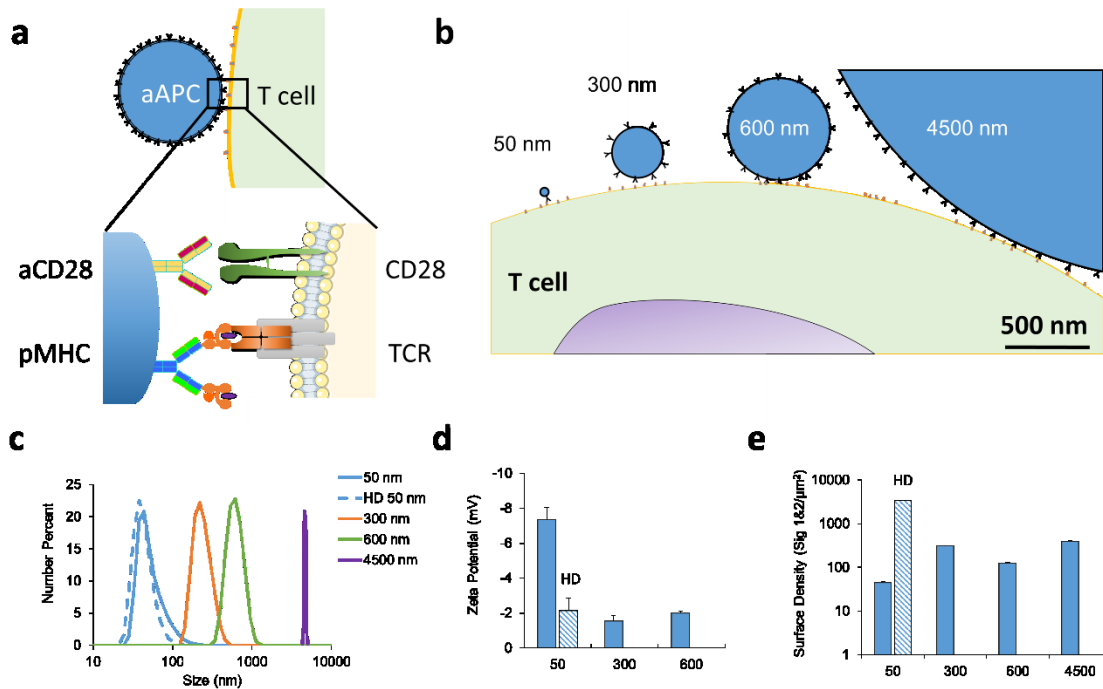 a
aAPC
T cell
aCD28
CD28
pMHC
TCR
b
50 nm
300 nm
600 nm
4500 nm
T cell
500 nm
c
Number Percent
25
20
15
10
5
0
10
100
1000
10000
Size (nm)
50 nm
HD 50 nm
300 nm
600 nm
4500 nm
d
Zeta Potential (mV)
-10
-8
-6
-4
-2
0
HD
50
300
600
e
Surface Density (Sig 1&2/μm²)
10000
1000
100
10
1
HD
50
300
600
4500